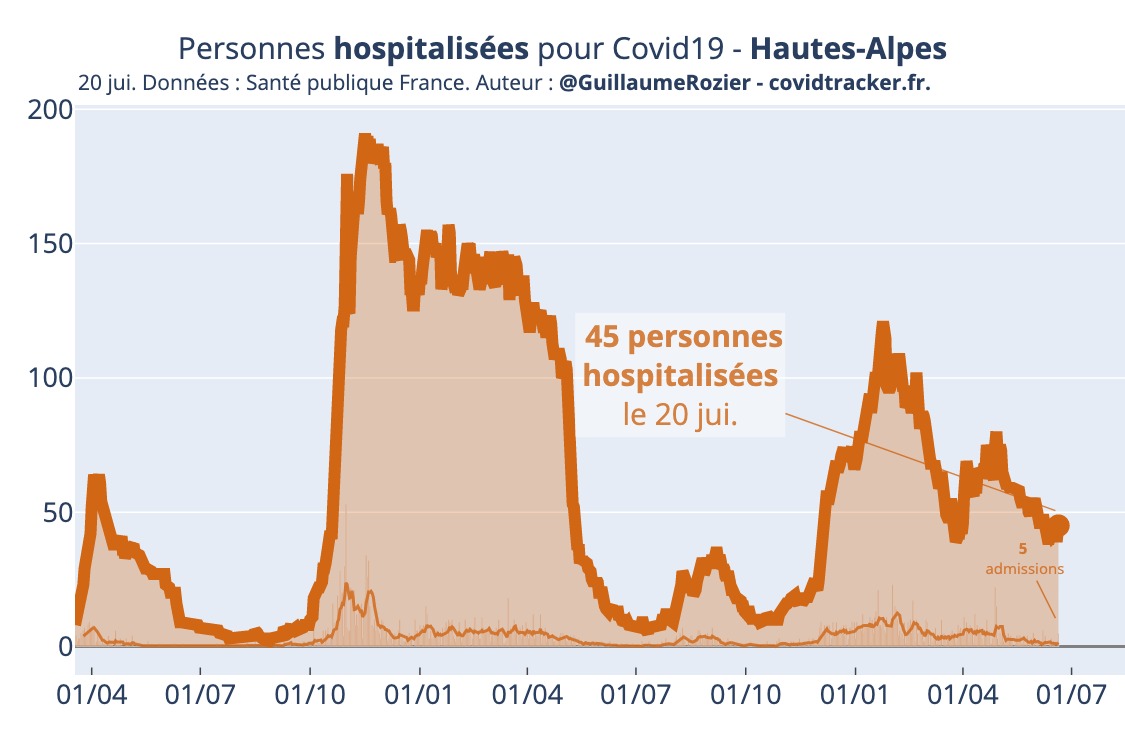 Personnes hospitalisées pour Covid19 - Hautes-Alpes
20 jui. Données : Santé publique France. Auteur : @GuillaumeRozier - covidtracker.fr.
200
150
100
50
0
45 personnes
hospitalisées
le 20 jui.
5
admissions
01/04 01/07 01/10 01/01 01/04 01/07 01/10 01/01 01/04 01/07